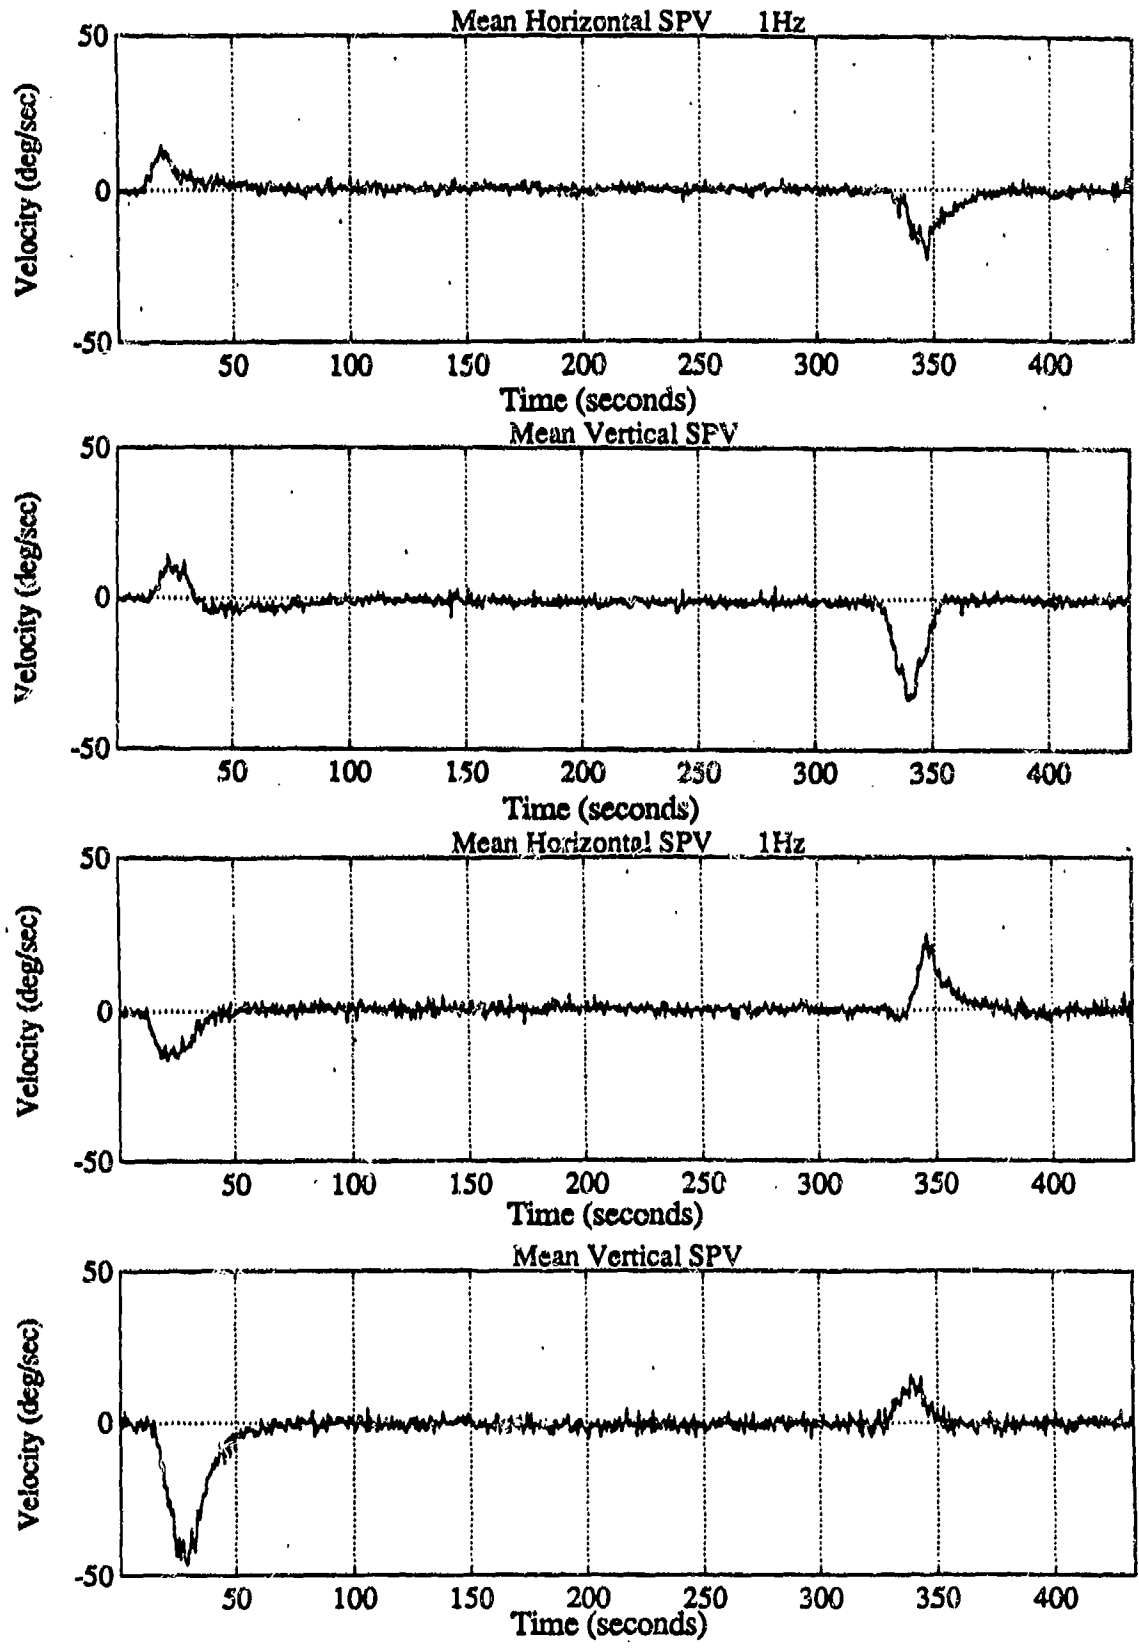 Mean Horizontal SPV 1Hz
50
0
-50
Velocity (deg/sec)
50 100 150 200 250 300 350 400
Time (seconds)
Mean Vertical SPV
50
0
-50
Velocity (deg/sec)
50 100 150 200 250 300 350 400
Time (seconds)
Mean Horizontal SPV 1Hz
50
0
-50
Velocity (deg/sec)
50 100 150 200 250 300 350 400
Time (seconds)
Mean Vertical SPV
50
0
-50
Velocity (deg/sec)
50 100 150 200 250 300 350 400
Time (seconds)